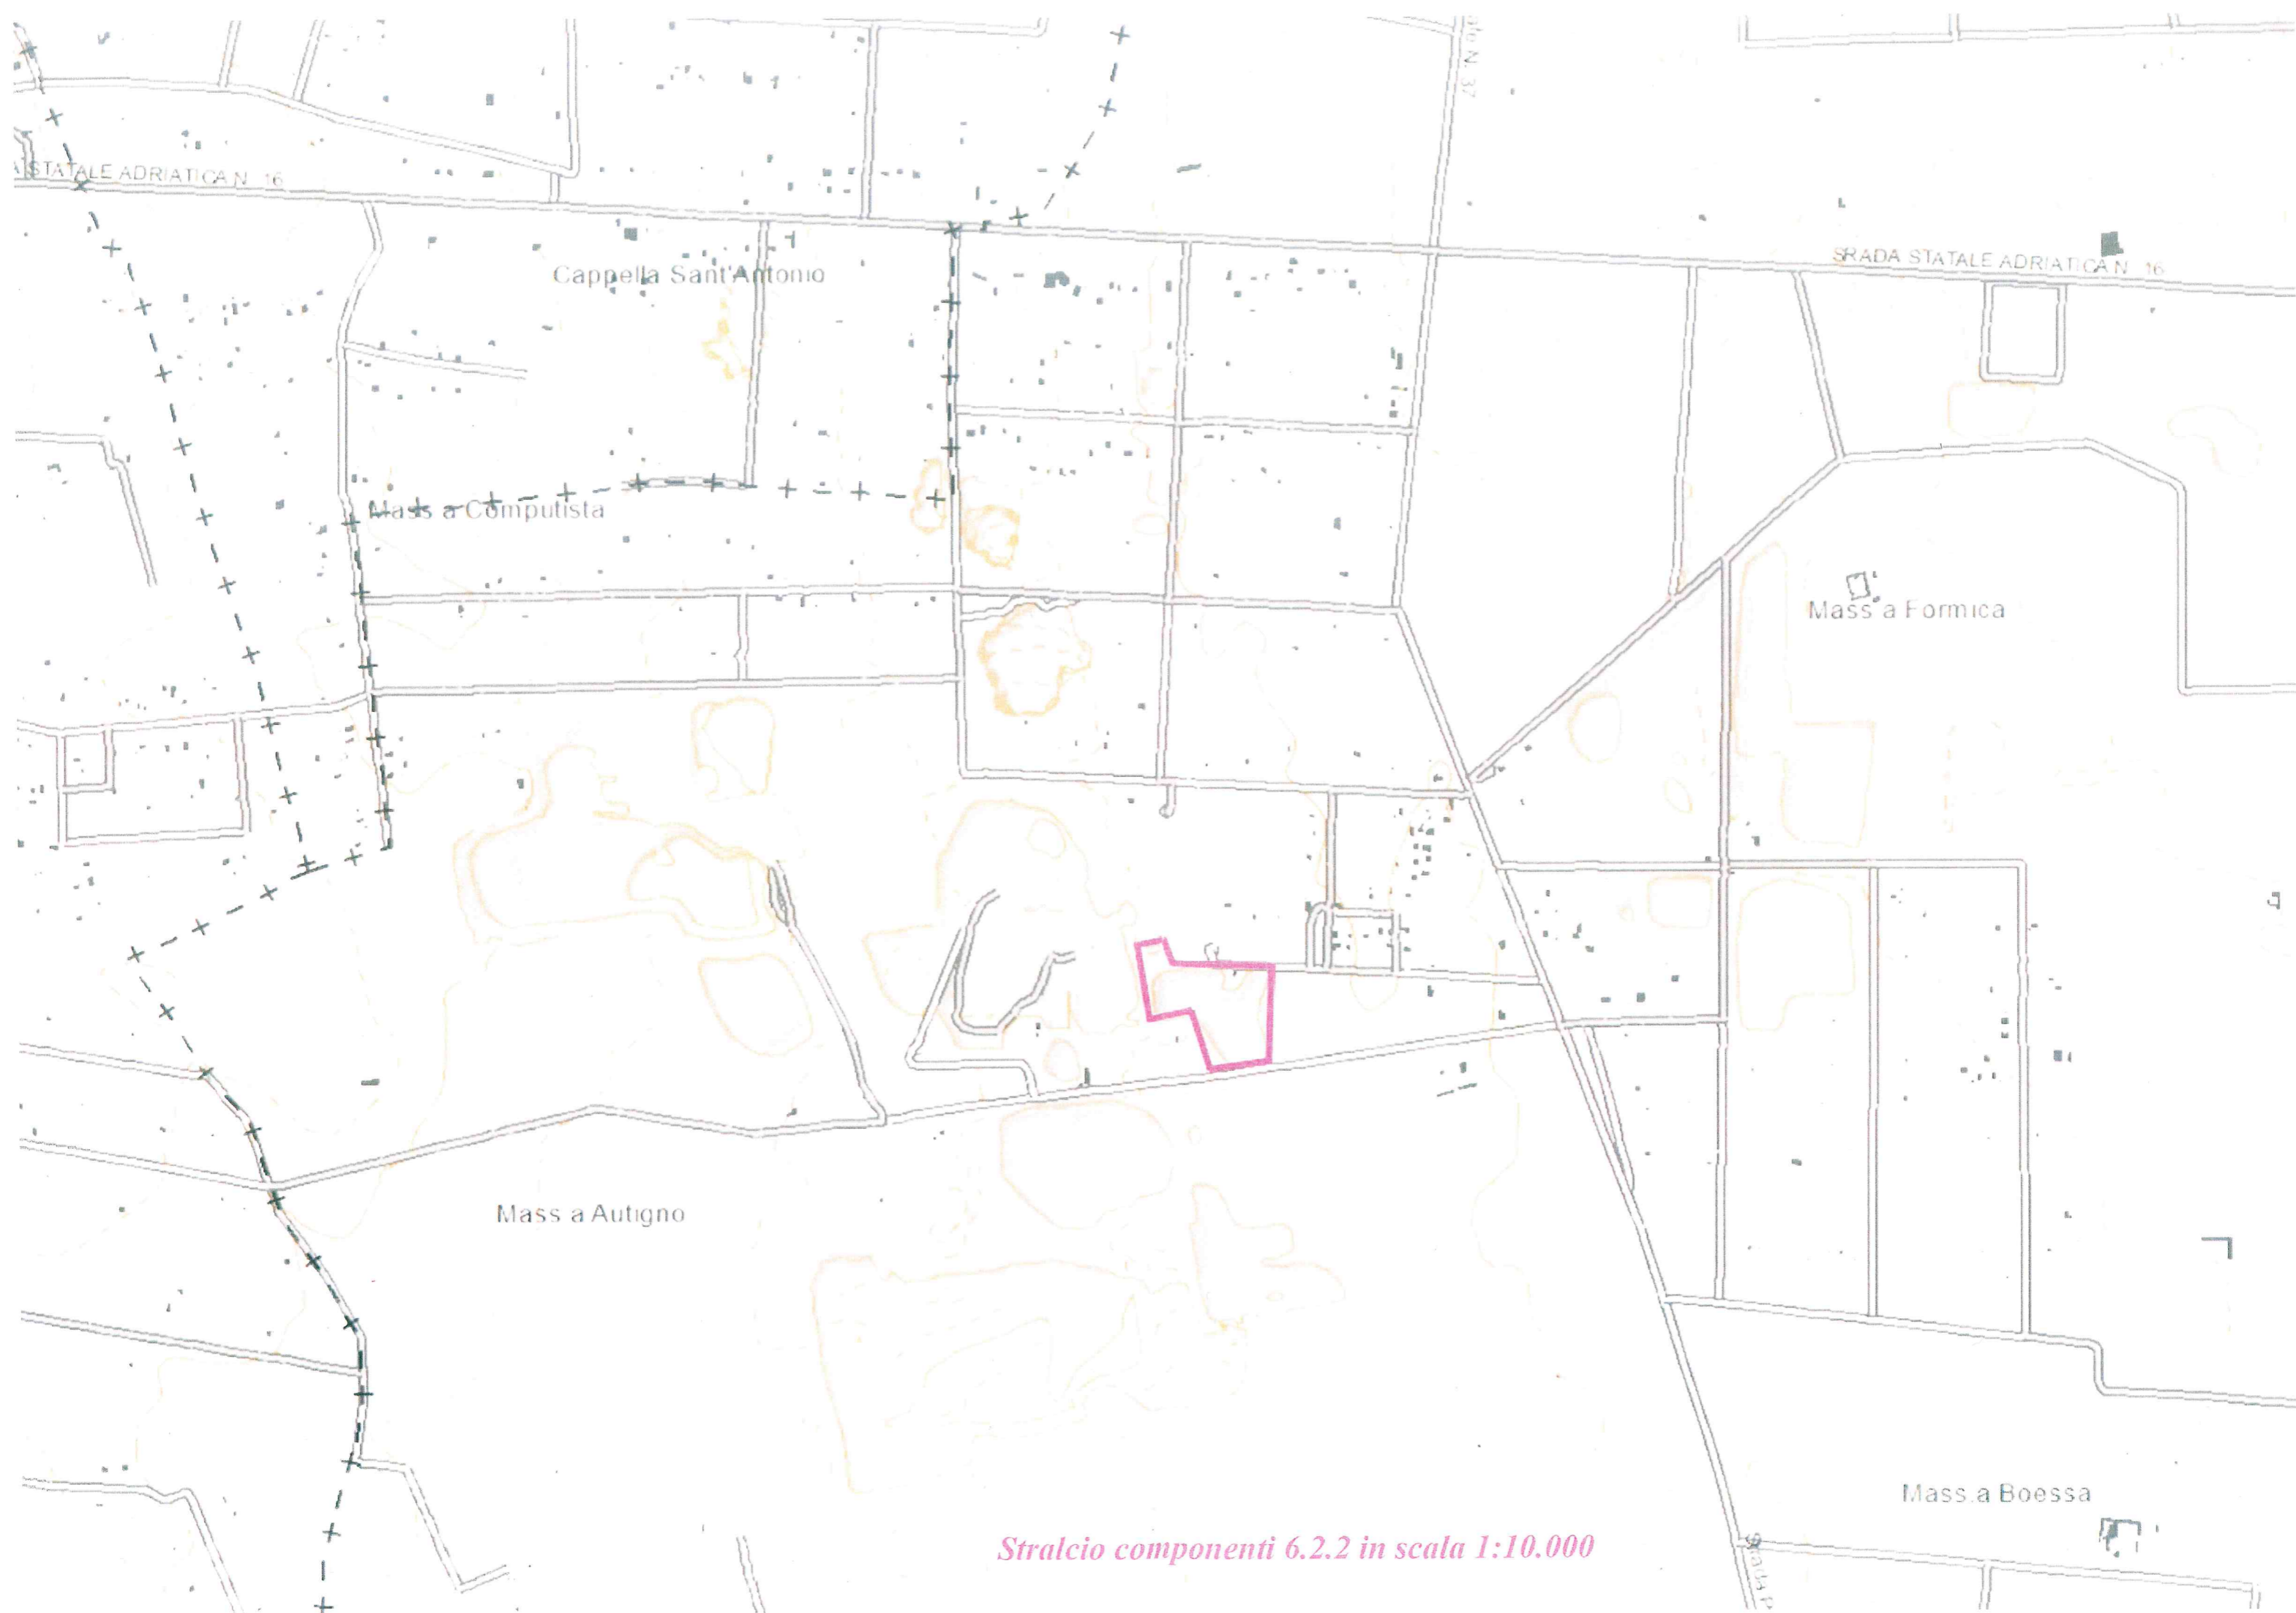 STATALE ADRIATICA N. 16
N. 37
SRADA STATALE ADRIATICA N. 16
Cappella Sant'Antonio
Mass a Computista
Mass a Formica
Mass a Autigno
Mass.a Boessa
Stralcio componenti 6.2.2 in scala 1:10.000